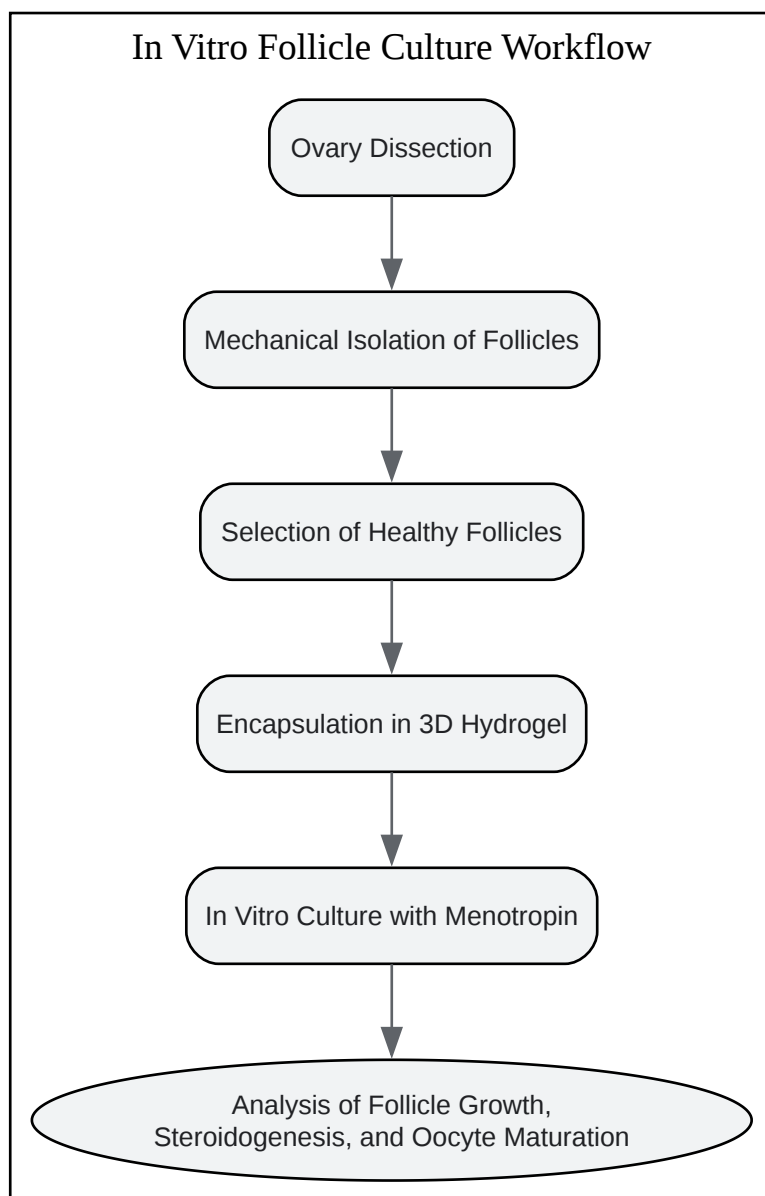 In Vitro Follicle Culture Workflow
Ovary Dissection
Mechanical Isolation of Follicles
Selection of Healthy Follicles
Encapsulation in 3D Hydrogel
In Vitro Culture with Menotropin
Analysis of Follicle Growth,
Steroidogenesis, and Oocyte Maturation